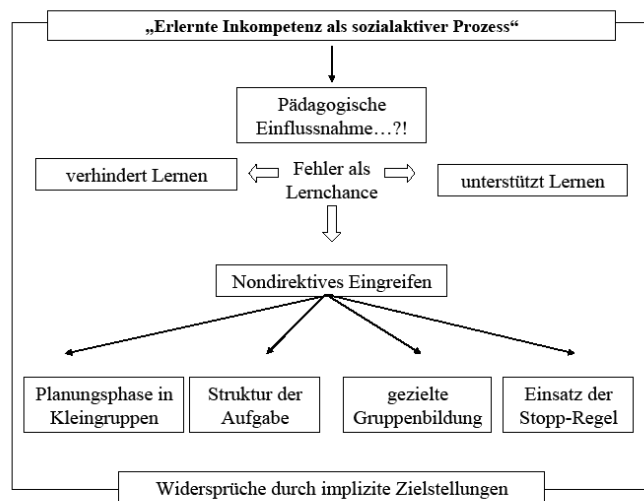 „Erlernte Inkompetenz als sozialaktiver Prozess“
Pädagogische
Einflussnahme…?!
verhindert Lernen
Fehler als
Lernchance
unterstützt Lernen
Nondirektives Eingreifen
Planungsphase in
Kleingruppen
Struktur der
Aufgabe
gezielte
Gruppenbildung
Einsatz der
Stopp-Regel
Widersprüche durch implizite Zielstellungen